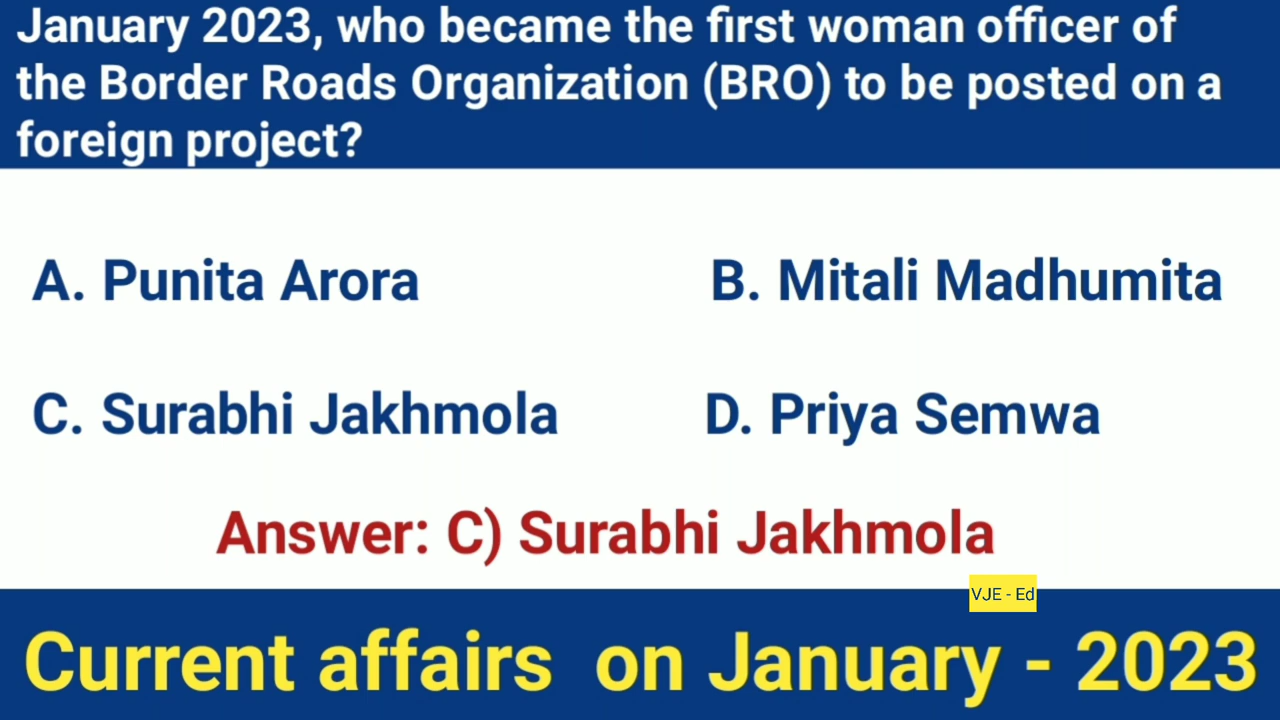 January 2023, who became the first woman officer of
the Border Roads Organization (BRO) to be posted on a
foreign project?
A. Punita Arora
B. Mitali Madhumita
C. Surabhi Jakhmola
D. Priya Semwa
Answer: C) Surabhi Jakhmola
VJE - Ed
Current affairs on January - 2023